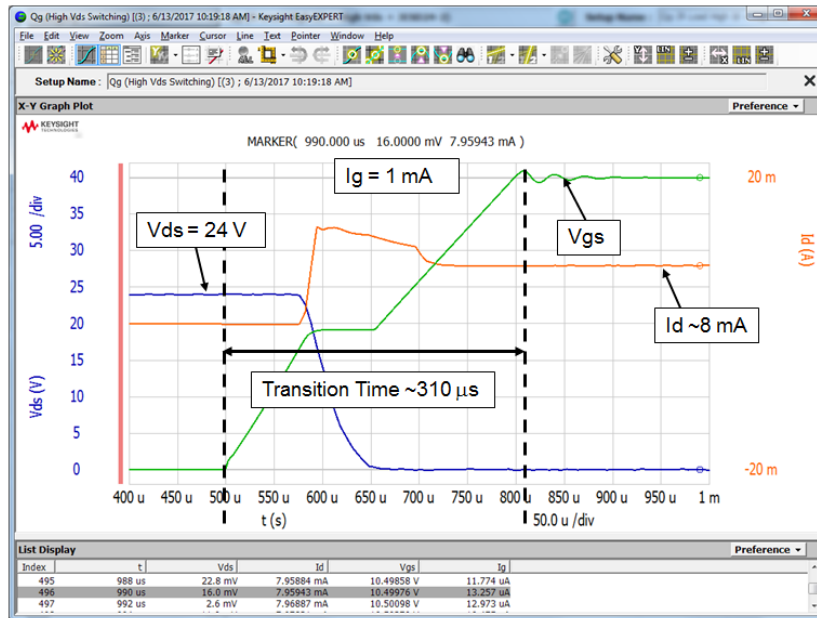 Qg (High Vds Switching) [(3) ; 6/13/2017 10:19:18 AM] - Keysight EasyEXPERT
File Edit View Zoom Axis Marker Cursor Line Text Pointer Window Help
Setup Name : Qg (High Vds Switching) [(3) ; 6/13/2017 10:19:18 AM]
X-Y Graph Plot
Preference
KEYSIGHT
TECHNOLOGIES
MARKER( 990.000 us 16.0000 mV 7.95943 mA )
40
35
30
25
20
15
10
5
0
5.00 /div
Vds (V)
Ig = 1 mA
Vds = 24 V
Vgs
Id ~8 mA
Transition Time ~310 μs
20 m
Id (A)
-20 m
400 u 450 u 500 u 550 u 600 u 650 u 700 u 750 u 800 u 850 u 900 u 950 u 1 m
t (s) 50.0 u /div
List Display
Preference
Index t Vds Id Vgs Ig
495 988 us 22.8 mV 7.95884 mA 10.49858 V 11.774 uA
496 990 us 16.0 mV 7.95943 mA 10.49976 V 13.257 uA
497 992 us 2.6 mV 7.96887 mA 10.50098 V 12.973 uA